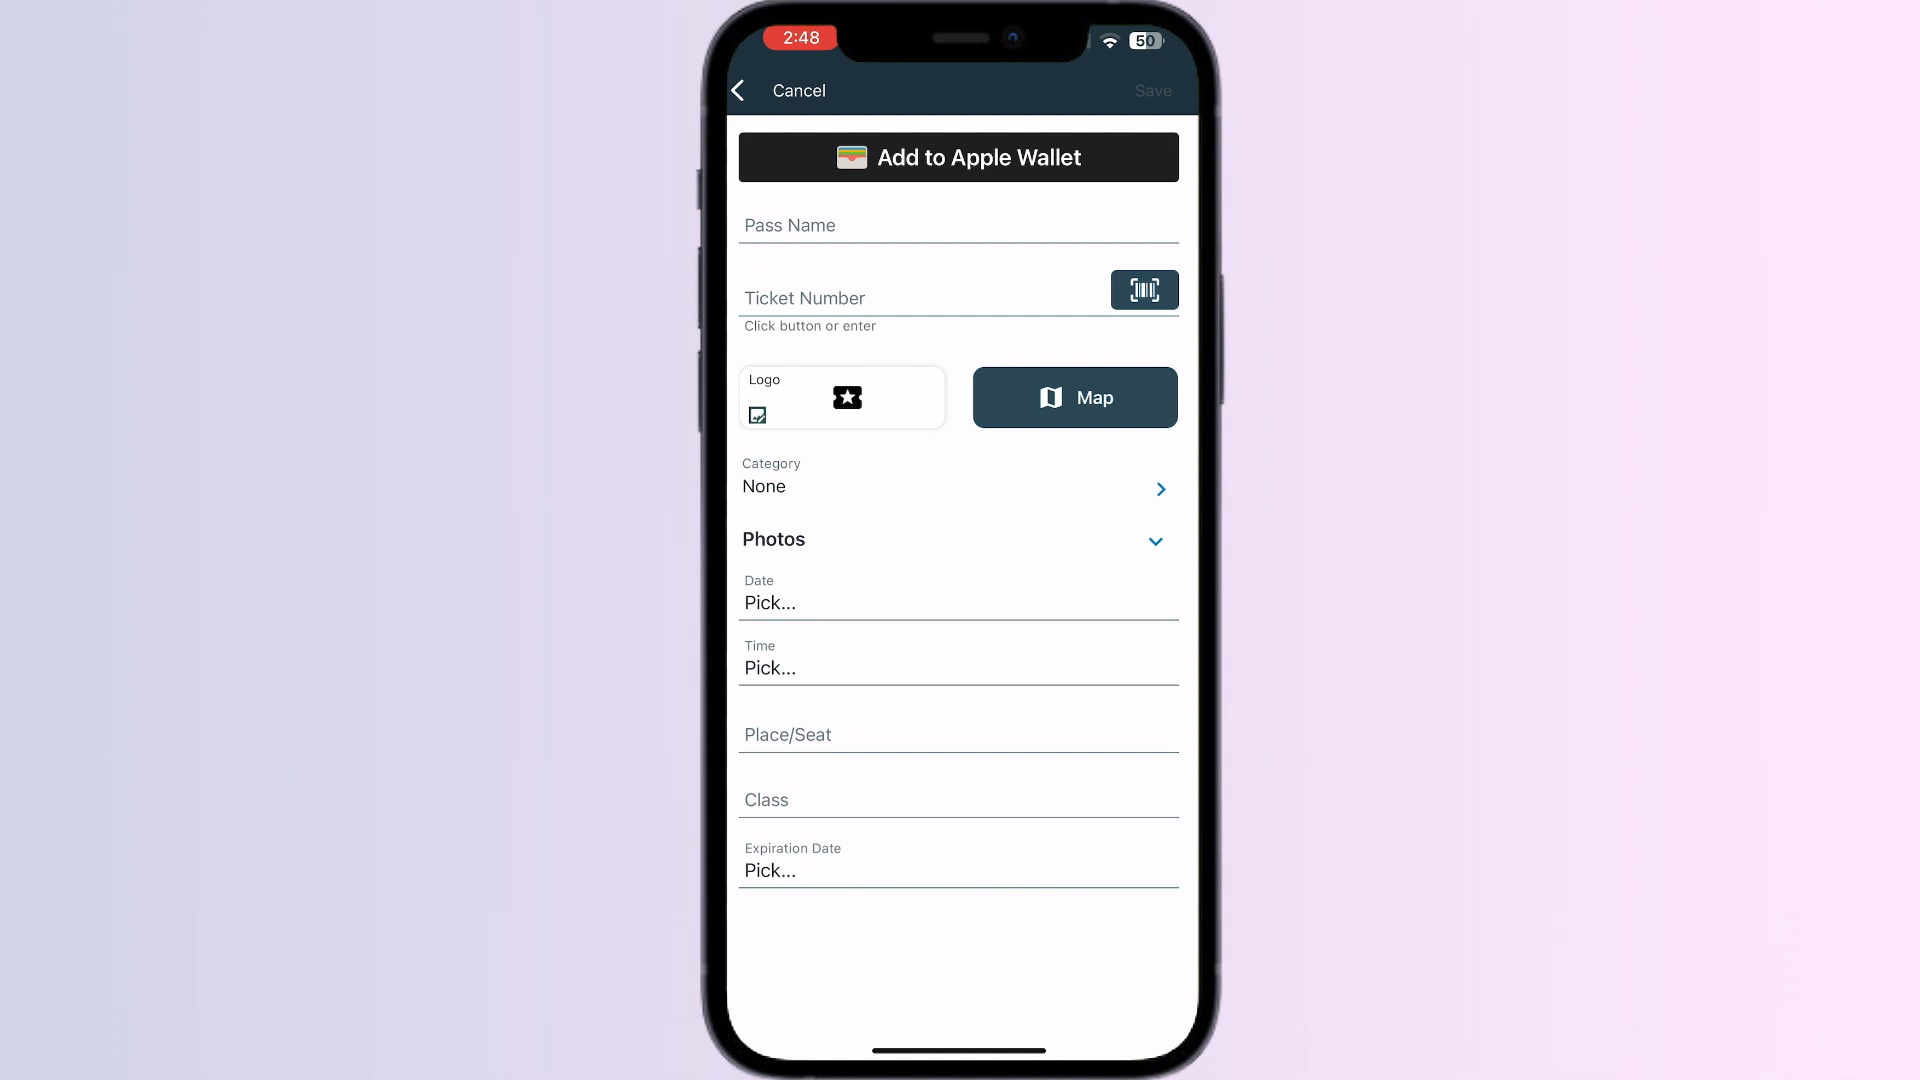 2:48
50
Cancel
Save
Add to Apple Wallet
Pass Name
Ticket Number
Click button or enter
Logo
Map
Category
None
Photos
Date
Pick...
Time
Pick...
Place/Seat
Class
Expiration Date
Pick...